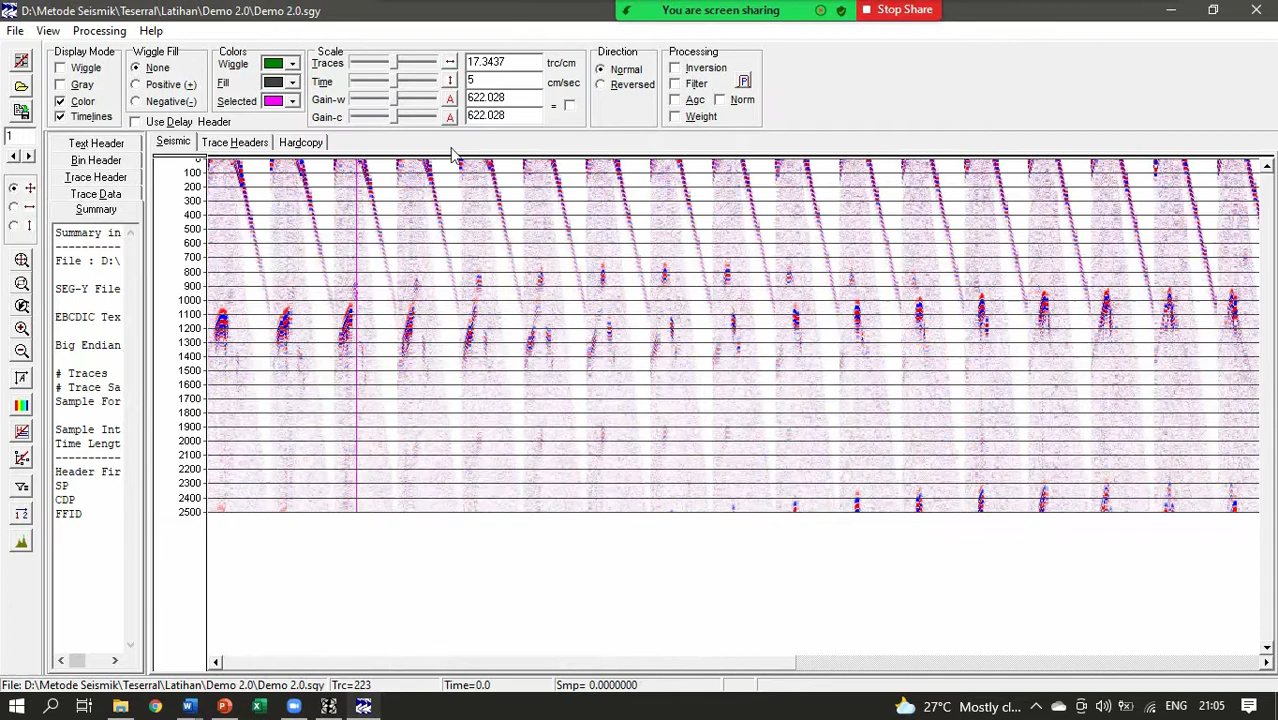 D:\Metode Seismik\Teserral\Latihan\Demo 2.0\Demo 2.0.sgy
You are screen sharing
Stop Share
File View Processing Help
Display Mode
Wiggle
Gray
Color
Timelines
Wiggle Fill
None
Positive (+)
Negative(-)
Use Delay Header
Colors
Wiggle
Fill
Selected
Scale
Traces 17.3437 trc/cm
Time 5 cm/sec
Gain-w A 622.028
Gain-c A 622.028
=
Direction
Normal
Reversed
Processing
Inversion
Filter
Agc Norm
Weight
P
1
Text Header
Bin Header
Trace Header
Trace Data
Summary
Seismic Trace Headers Hardcopy
Summary in
----------
File : D:\
SEG-Y File
EBCDIC Tex
Big Endian
# Traces
# Trace Sa
Sample For
Sample Int
Time Lengt
----------
Header Fir
SP
CDP
FFID
0
100
200
300
400
500
600
700
800
900
1000
1100
1200
1300
1400
1500
1600
1700
1800
1900
2000
2100
2200
2300
2400
2500
File: D:\Metode Seismik\Teserral\Latihan\Demo 2.0\Demo 2.0.sgy Trc=223 Time=0.0 Smp= 0.0000000
27°C Mostly cl... ENG 21:05